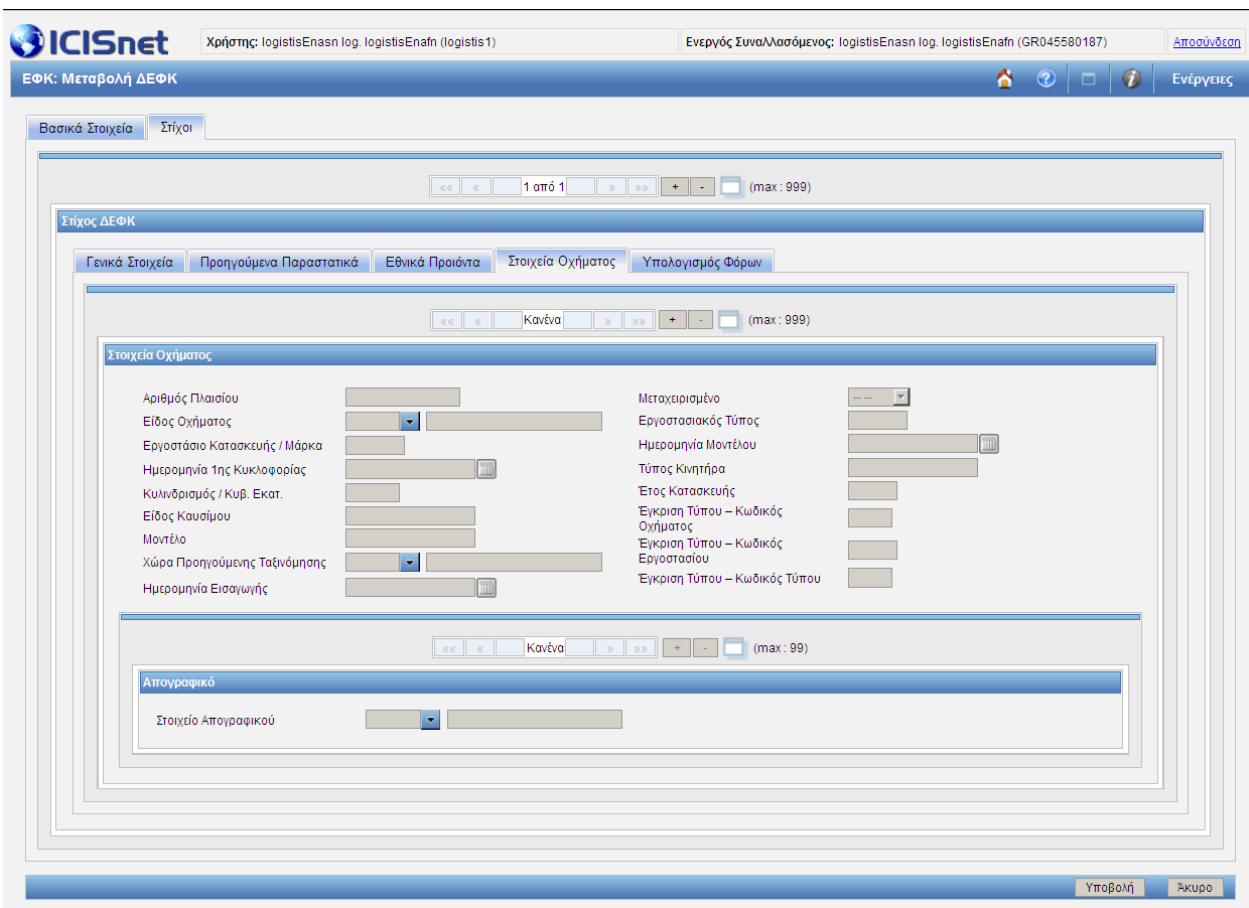 ICISnet Χρήστης: logistisEnasn log. logistisEnafn (logistis1) Ενεργός Συναλλασόμενος: logistisEnasn log. logistisEnafn (GR045580187) Αποσύνδεση
ΕΦΚ: Μεταβολή ΔΕΦΚ Ενέργειες
Βασικά Στοιχεία Στίχοι
«« « 1 από 1 » »» + - (max : 999)
Στίχος ΔΕΦΚ
Γενικά Στοιχεία Προηγούμενα Παραστατικά Εθνικά Προιόντα Στοιχεία Οχήματος Υπολογισμός Φόρων
«« « Κανένα » »» + - (max : 999)
Στοιχεία Οχήματος
Αριθμός Πλαισίου Μεταχειρισμένο -- --
Είδος Οχήματος Εργοστασιακός Τύπος
Εργοστάσιο Κατασκευής / Μάρκα Ημερομηνία Μοντέλου
Ημερομηνία 1ης Κυκλοφορίας Τύπος Κινητήρα
Κυλινδρισμός / Κυβ. Εκατ. Έτος Κατασκευής
Είδος Καυσίμου Έγκριση Τύπου – Κωδικός
Οχήματος
Μοντέλο Έγκριση Τύπου – Κωδικός
Εργοστασίου
Χώρα Προηγούμενης Ταξινόμησης
Ημερομηνία Εισαγωγής Έγκριση Τύπου – Κωδικός Τύπου
«« « Κανένα » »» + - (max : 99)
Απογραφικό
Στοιχείο Απογραφικού
Υποβολή Άκυρο